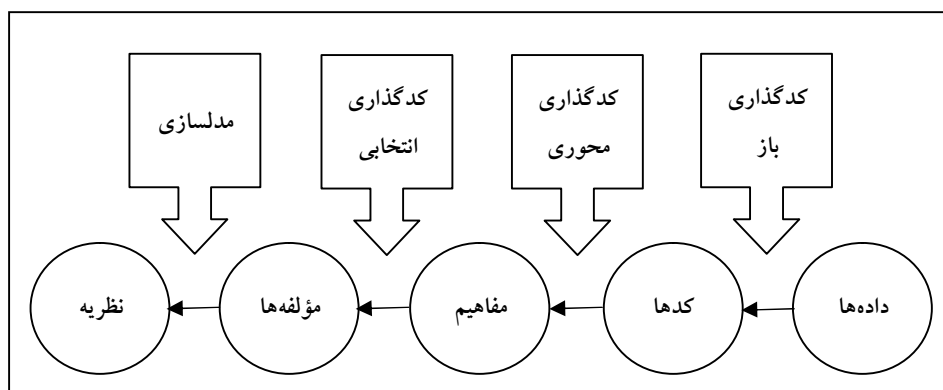 کدگذاری
باز
کدگذاری
محوری
کدگذاری
انتخابی
مدلسازی
داده‌ها
کدها
مفاهیم
مؤلفه‌ها
نظریه